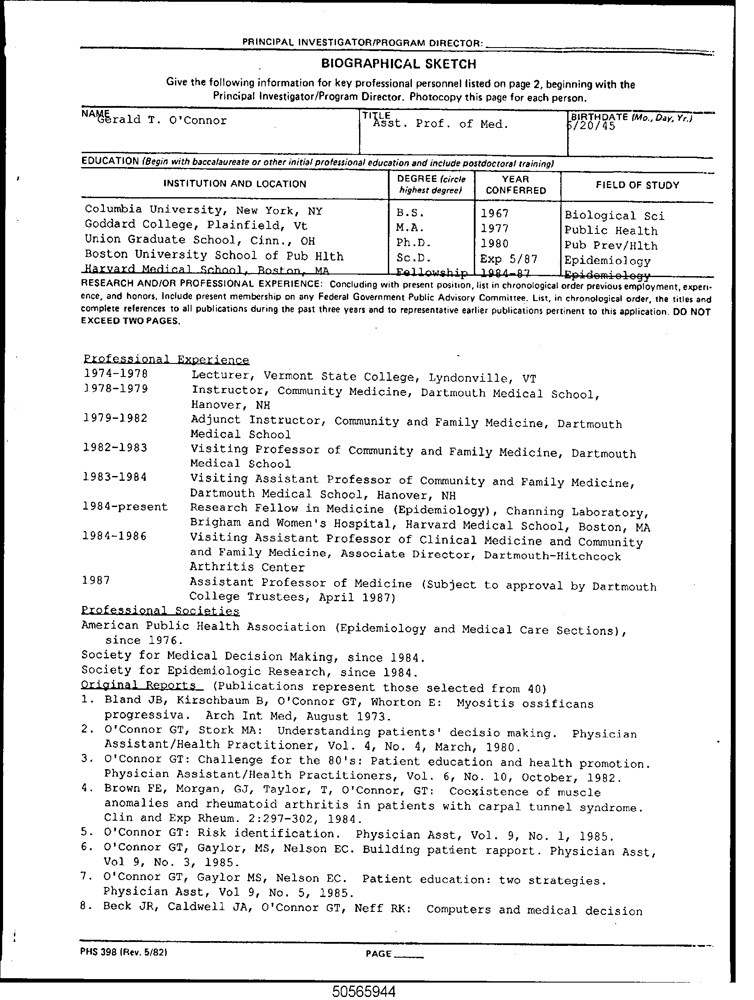 PRINCIPAL INVESTIGATOR/PROGRAM DIRECTOR:
BIOGRAPHICAL SKETCH
Give the following information for key professional personnel listed on page 2, beginning with the
Principal Investigator/Program Director. Photocopy this page for each person.
NAME TITLE BIRTHDATE (Mo., Day, Yr.)
Gerald T. O'Connor Asst. Prof. of Med. 6/20/45
EDUCATION (Begin with baccalaureate or other initial professional education and include postdoctoral training)
INSTITUTION AND LOCATION DEGREE (circle highest degree) YEAR CONFERRED FIELD OF STUDY
Columbia University, New York, NY B.S. 1967 Biological Sci
Goddard College, Plainfield, Vt M.A. 1977 Public Health
Union Graduate School, Cinn., OH Ph.D. 1980 Pub Prev/Hlth
Boston University School of Pub Hlth Sc.D. Exp 5/87 Epidemiology
Harvard Medical School, Boston, MA Fellowship 1984-87 Epidemiology
RESEARCH AND/OR PROFESSIONAL EXPERIENCE: Concluding with present position, list in chronological order previous employment, experi-
ence, and honors. Include present membership on any Federal Government Public Advisory Committee. List, in chronological order, the titles and
complete references to all publications during the past three years and to representative earlier publications pertinent to this application. DO NOT
EXCEED TWO PAGES.
Professional Experience
1974-1978 Lecturer, Vermont State College, Lyndonville, VT
1978-1979 Instructor, Community Medicine, Dartmouth Medical School,
Hanover, NH
1979-1982 Adjunct Instructor, Community and Family Medicine, Dartmouth
Medical School
1982-1983 Visiting Professor of Community and Family Medicine, Dartmouth
Medical School
1983-1984 Visiting Assistant Professor of Community and Family Medicine,
Dartmouth Medical School, Hanover, NH
1984-present Research Fellow in Medicine (Epidemiology), Channing Laboratory,
Brigham and Women's Hospital, Harvard Medical School, Boston, MA
1984-1986 Visiting Assistant Professor of Clinical Medicine and Community
and Family Medicine, Associate Director, Dartmouth-Hitchcock
Arthritis Center
1987 Assistant Professor of Medicine (Subject to approval by Dartmouth
College Trustees, April 1987)
Professional Societies
American Public Health Association (Epidemiology and Medical Care Sections),
since 1976.
Society for Medical Decision Making, since 1984.
Society for Epidemiologic Research, since 1984.
Original Reports (Publications represent those selected from 40)
1. Bland JB, Kirschbaum B, O'Connor GT, Whorton E: Myositis ossificans
progressiva. Arch Int Med, August 1973.
2. O'Connor GT, Stork MA: Understanding patients' decisio making. Physician
Assistant/Health Practitioner, Vol. 4, No. 4, March, 1980.
3. O'Connor GT: Challenge for the 80's: Patient education and health promotion.
Physician Assistant/Health Practitioners, Vol. 6, No. 10, October, 1982.
4. Brown FE, Morgan, GJ, Taylor, T, O'Connor, GT: Cocxistence of muscle
anomalies and rheumatoid arthritis in patients with carpal tunnel syndrome.
Clin and Exp Rheum. 2:297-302, 1984.
5. O'Connor GT: Risk identification. Physician Asst, Vol. 9, No. 1, 1985.
6. O'Connor GT, Gaylor, MS, Nelson EC. Building patient rapport. Physician Asst,
Vol 9, No. 3, 1985.
7. O'Connor GT, Gaylor MS, Nelson EC. Patient education: two strategies.
Physician Asst, Vol 9, No. 5, 1985.
8. Beck JR, Caldwell JA, O'Connor GT, Neff RK: Computers and medical decision
PHS 398 (Rev. 5/82) PAGE
50565944